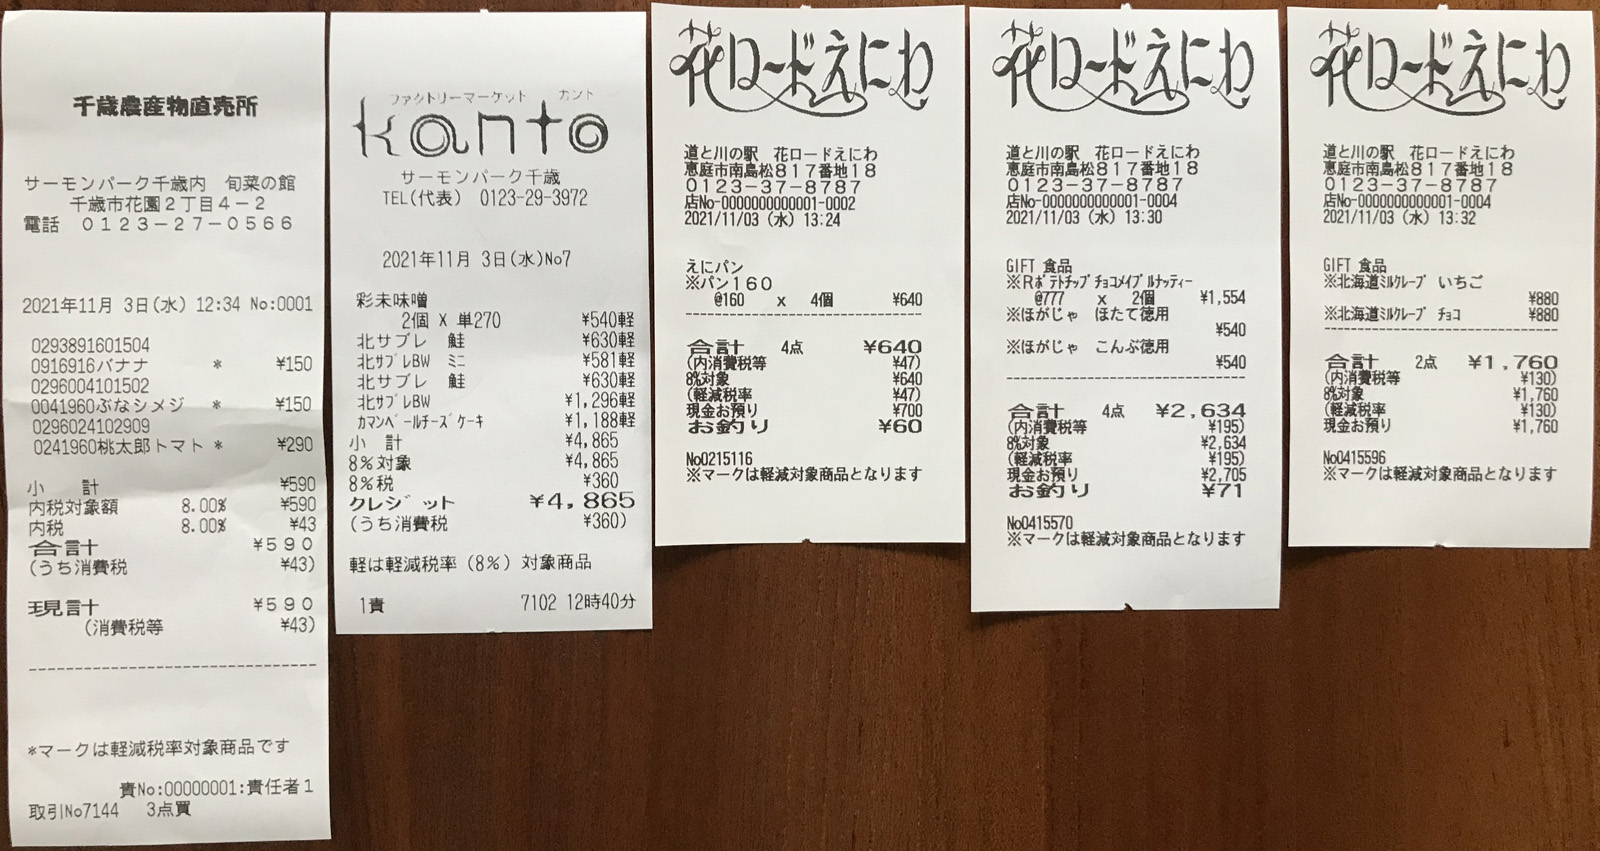 千歳農産物直売所
サーモンパーク千歳内　旬菜の館
千歳市花園2丁目4-2
電話　0123-27-0566
2021年11月 3日(水) 12:34 No:0001
0293891601504
0916916バナナ * ¥150
0296004101502
0041960ぶなシメジ * ¥150
0296024102909
0241960桃太郎トマト * ¥290
小　計 ¥590
内税対象額 8.00% ¥590
内税 8.00% ¥43
合計 ¥590
(うち消費税 ¥43)
現計 ¥590
(消費税等 ¥43)
*マークは軽減税率対象商品です
責No:00000001:責任者1
取引No7144 3点買
ファクトリーマーケット カント
kanto
サーモンパーク千歳
TEL(代表) 0123-29-3972
2021年11月 3日(水)No7
彩未味噌
2個 X 単270 ¥540軽
北サブレ 鮭 ¥630軽
北サブレBW ミニ ¥581軽
北サブレ 鮭 ¥630軽
北サブレBW ¥1,296軽
カマンベールチーズケーキ ¥1,188軽
小　計 ¥4,865
8%対象 ¥4,865
8%税 ¥360
クレジット ¥4,865
(うち消費税 ¥360)
軽は軽減税率(8%)対象商品
1責 7102 12時40分
花ロードえにわ
道と川の駅 花ロードえにわ
恵庭市南島松817番地18
0123-37-8787
店No-0000000000001-0002
2021/11/03 (水) 13:24
えにパン
※パン160
@160 x 4個 ¥640
合計 4点 ¥640
(内消費税等 ¥47)
8%対象 ¥640
(軽減税率 ¥47)
現金お預り ¥700
お釣り ¥60
No0215116
※マークは軽減対象商品となります
花ロードえにわ
道と川の駅 花ロードえにわ
恵庭市南島松817番地18
0123-37-8787
店No-0000000000001-0004
2021/11/03 (水) 13:30
GIFT 食品
※Rポテトチップチョコメイプルナッティー
@777 x 2個 ¥1,554
※ほがじゃ ほたて徳用
¥540
※ほがじゃ こんぶ徳用
¥540
合計 4点 ¥2,634
(内消費税等 ¥195)
8%対象 ¥2,634
(軽減税率 ¥195)
現金お預り ¥2,705
お釣り ¥71
No0415570
※マークは軽減対象商品となります
花ロードえにわ
道と川の駅 花ロードえにわ
恵庭市南島松817番地18
0123-37-8787
店No-0000000000001-0004
2021/11/03 (水) 13:32
GIFT 食品
※北海道ミルクレープ いちご
¥880
※北海道ミルクレープ チョコ ¥880
合計 2点 ¥1,760
(内消費税等 ¥130)
8%対象 ¥1,760
(軽減税率 ¥130)
現金お預り ¥1,760
No0415596
※マークは軽減対象商品となります